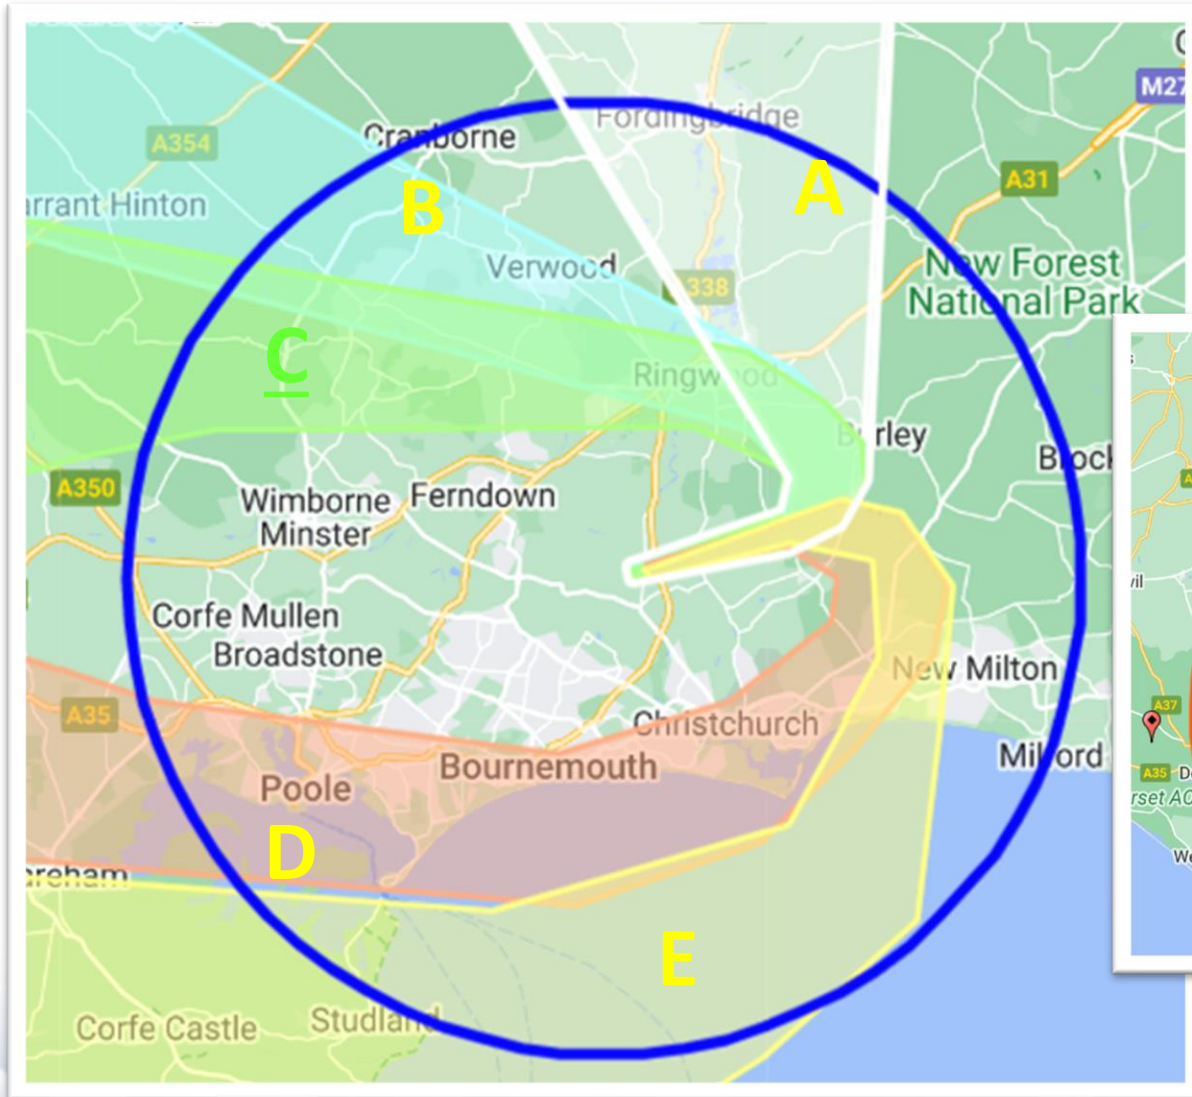 M27
Fordingbridge
Cranborne
A354
A
A31
arrant Hinton
B
New Forest
National Park
Verwood
338
C
Ringwood
Burley
A350
Wimborne
Minster
Ferndown
vil
Corfe Mullen
Broadstone
New Milton
A35
Christchurch
A37
Milford
Bournemouth
Poole
A35
D
E
Corfe Castle
Studland